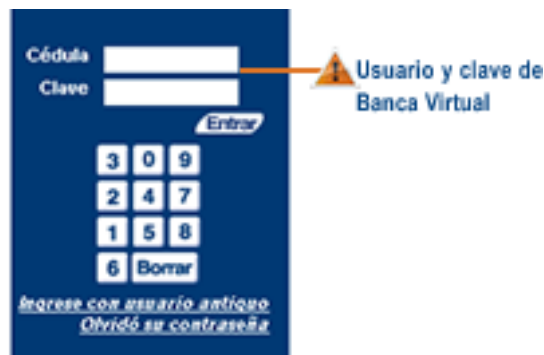 Cédula
Clave
Usuario y clave de
Banca Virtual
Entrar
3 0 9
2 4 7
1 5 8
6 Borrar
Ingrese con usuario antiguo
Olvidó su contraseña